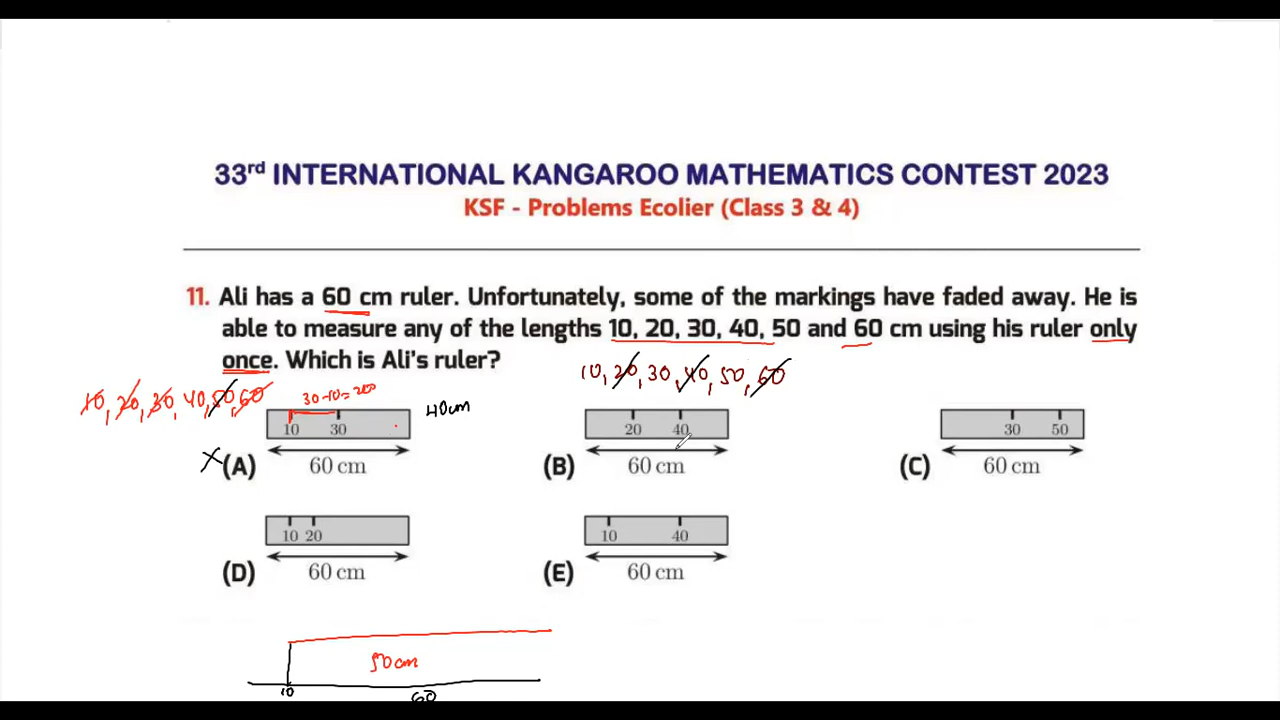 33rd INTERNATIONAL KANGAROO MATHEMATICS CONTEST 2023
KSF - Problems Ecolier (Class 3 & 4)
11. Ali has a 60 cm ruler. Unfortunately, some of the markings have faded away. He is
able to measure any of the lengths 10, 20, 30, 40, 50 and 60 cm using his ruler only
once. Which is Ali's ruler?
10, 20, 30, 40, 50, 60
10, 20, 30, 40, 50, 60
30-10=20
40cm
10 30
20 40
30 50
X (A) 60 cm
(B) 60 cm
(C) 60 cm
10 20
10 40
(D) 60 cm
(E) 60 cm
50cm
10 60